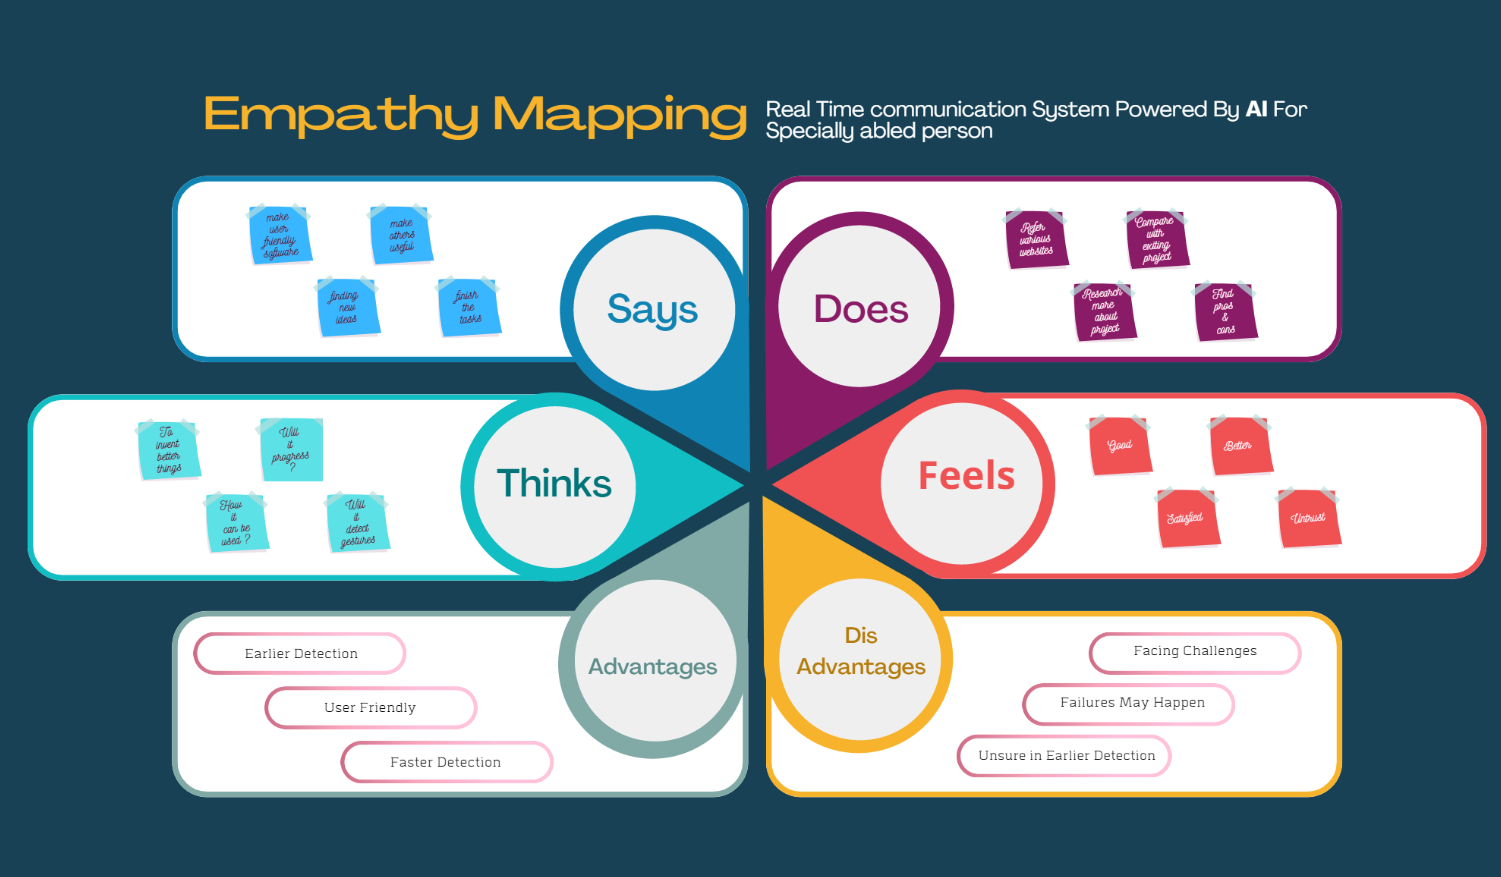 Empathy Mapping
Real Time communication System Powered By AI For
Specially abled person
Says
make
user
friendly
software
make
others
useful
finding
new
ideas
finish
the
tasks
Does
Refer
various
websites
Compare
with
exiting
project
Research
more
about
project
Find
pros
&
cons
Thinks
To
invent
better
things
Will
it
progress
?
How
it
can be
used ?
Will
it
detect
gestures
Feels
Good
Better
Satisfied
Untrust
Advantages
Earlier Detection
User Friendly
Faster Detection
Dis
Advantages
Facing Challenges
Failures May Happen
Unsure in Earlier Detection